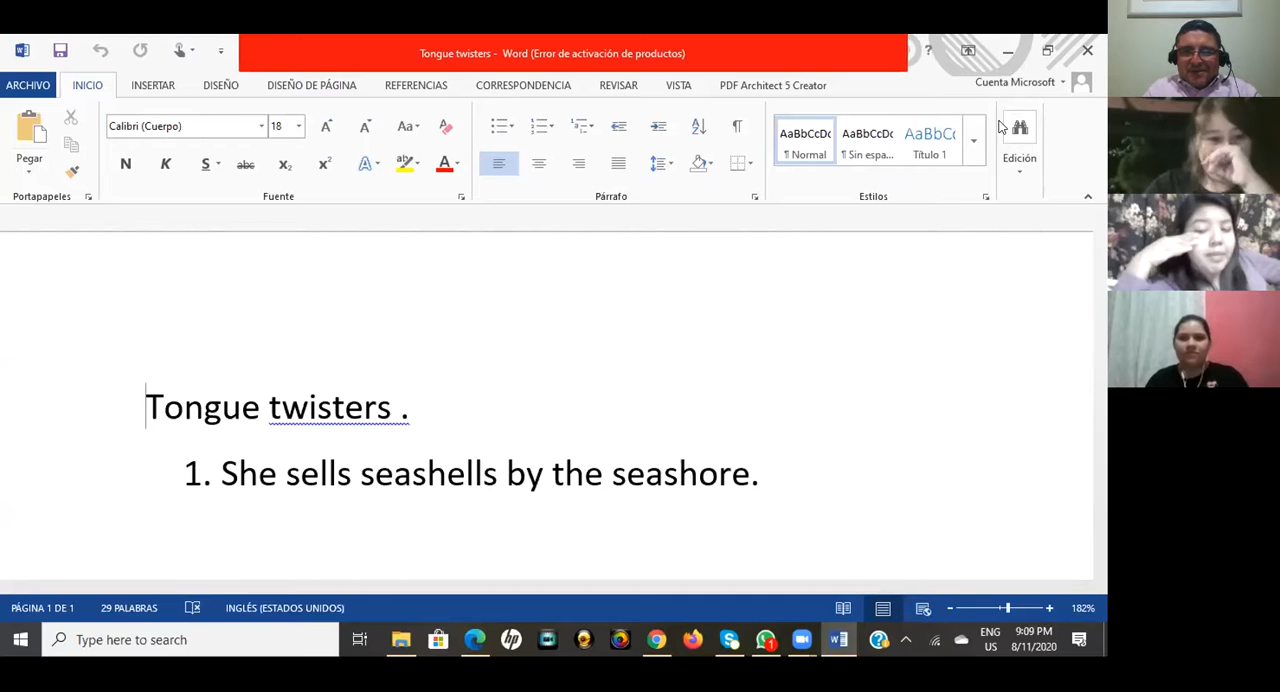 Tongue twisters - Word (Error de activación de productos)
?
ARCHIVO INICIO INSERTAR DISEÑO DISEÑO DE PÁGINA REFERENCIAS CORRESPONDENCIA REVISAR VISTA PDF Architect 5 Creator Cuenta Microsoft
Pegar
Calibri (Cuerpo) 18 A A Aa
N K S abc x₂ x² A A
AaBbCcDc AaBbCcDc AaBbC
¶ Normal ¶ Sin espa... Título 1
Edición
Portapapeles Fuente Párrafo Estilos
Tongue twisters .
1. She sells seashells by the seashore.
PÁGINA 1 DE 1 29 PALABRAS INGLÉS (ESTADOS UNIDOS) 182%
Type here to search
ENG 9:09 PM
US 8/11/2020